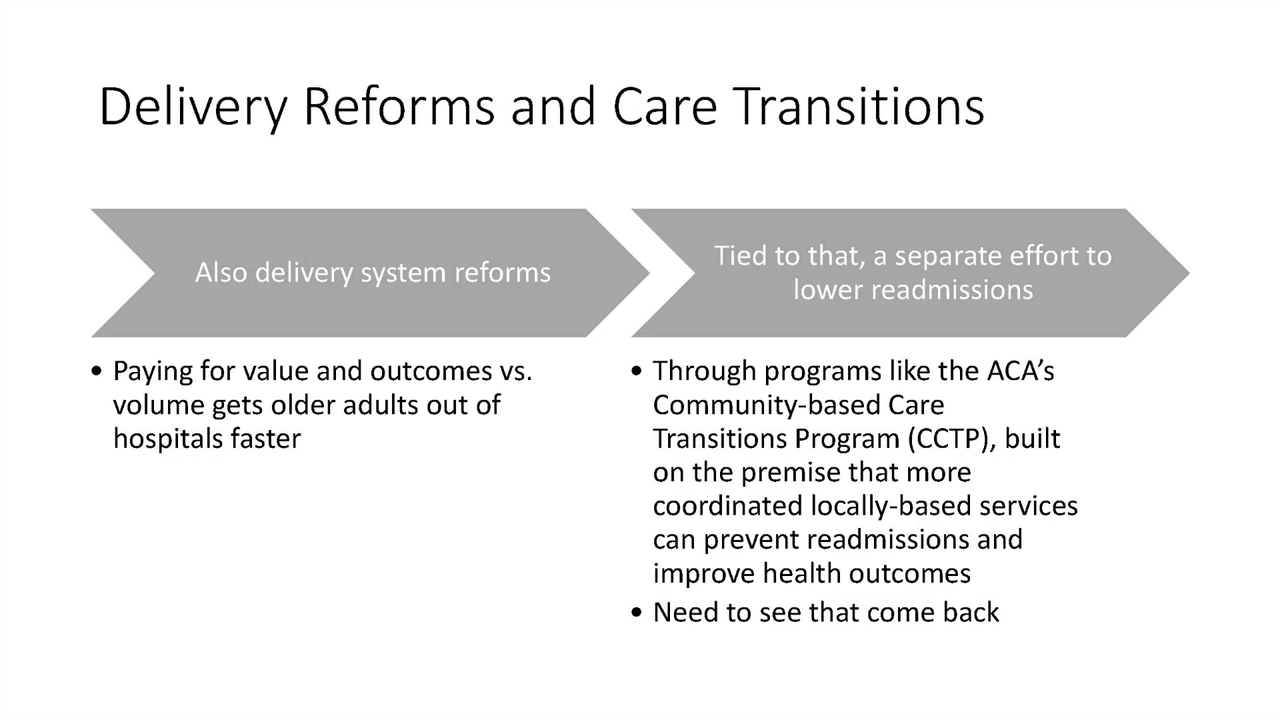 Delivery Reforms and Care Transitions
Also delivery system reforms
• Paying for value and outcomes vs.
volume gets older adults out of
hospitals faster
Tied to that, a separate effort to
lower readmissions
• Through programs like the ACA’s
Community-based Care
Transitions Program (CCTP), built
on the premise that more
coordinated locally-based services
can prevent readmissions and
improve health outcomes
• Need to see that come back